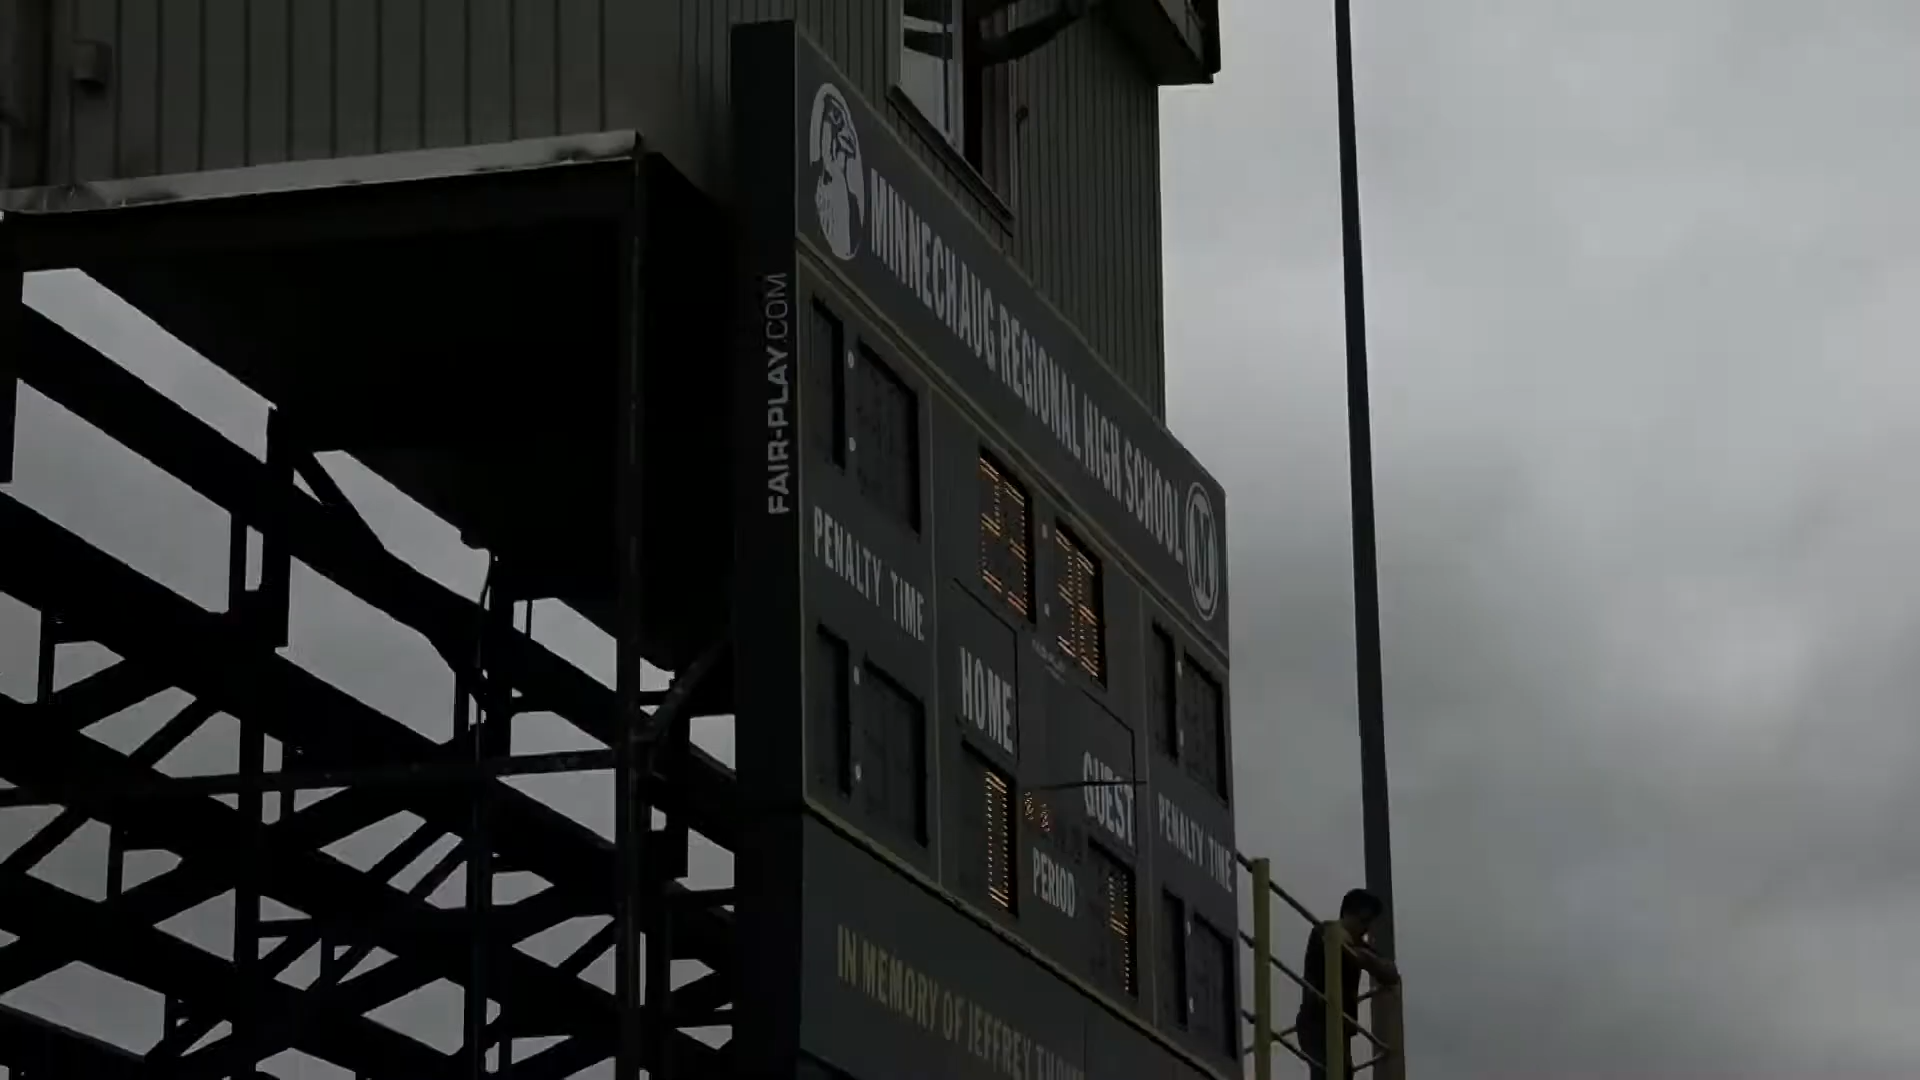 MINNECHAUG REGIONAL HIGH SCHOOL
FAIR-PLAY.COM
PENALTY TIME
HOME
GUEST
PERIOD
PENALTY TIME
IN MEMORY OF JEFFREY